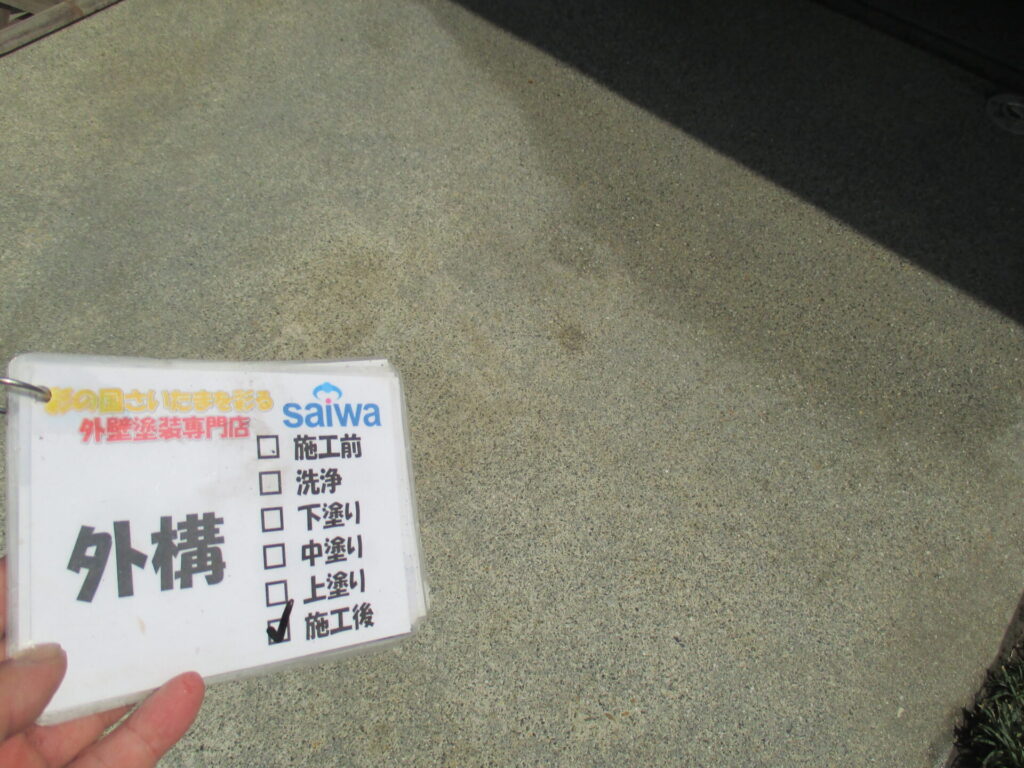 彩の国さいたまを彩る
外壁塗装専門店
saiwa
外構
□ 施工前
□ 洗浄
□ 下塗り
□ 中塗り
□ 上塗り
☑ 施工後